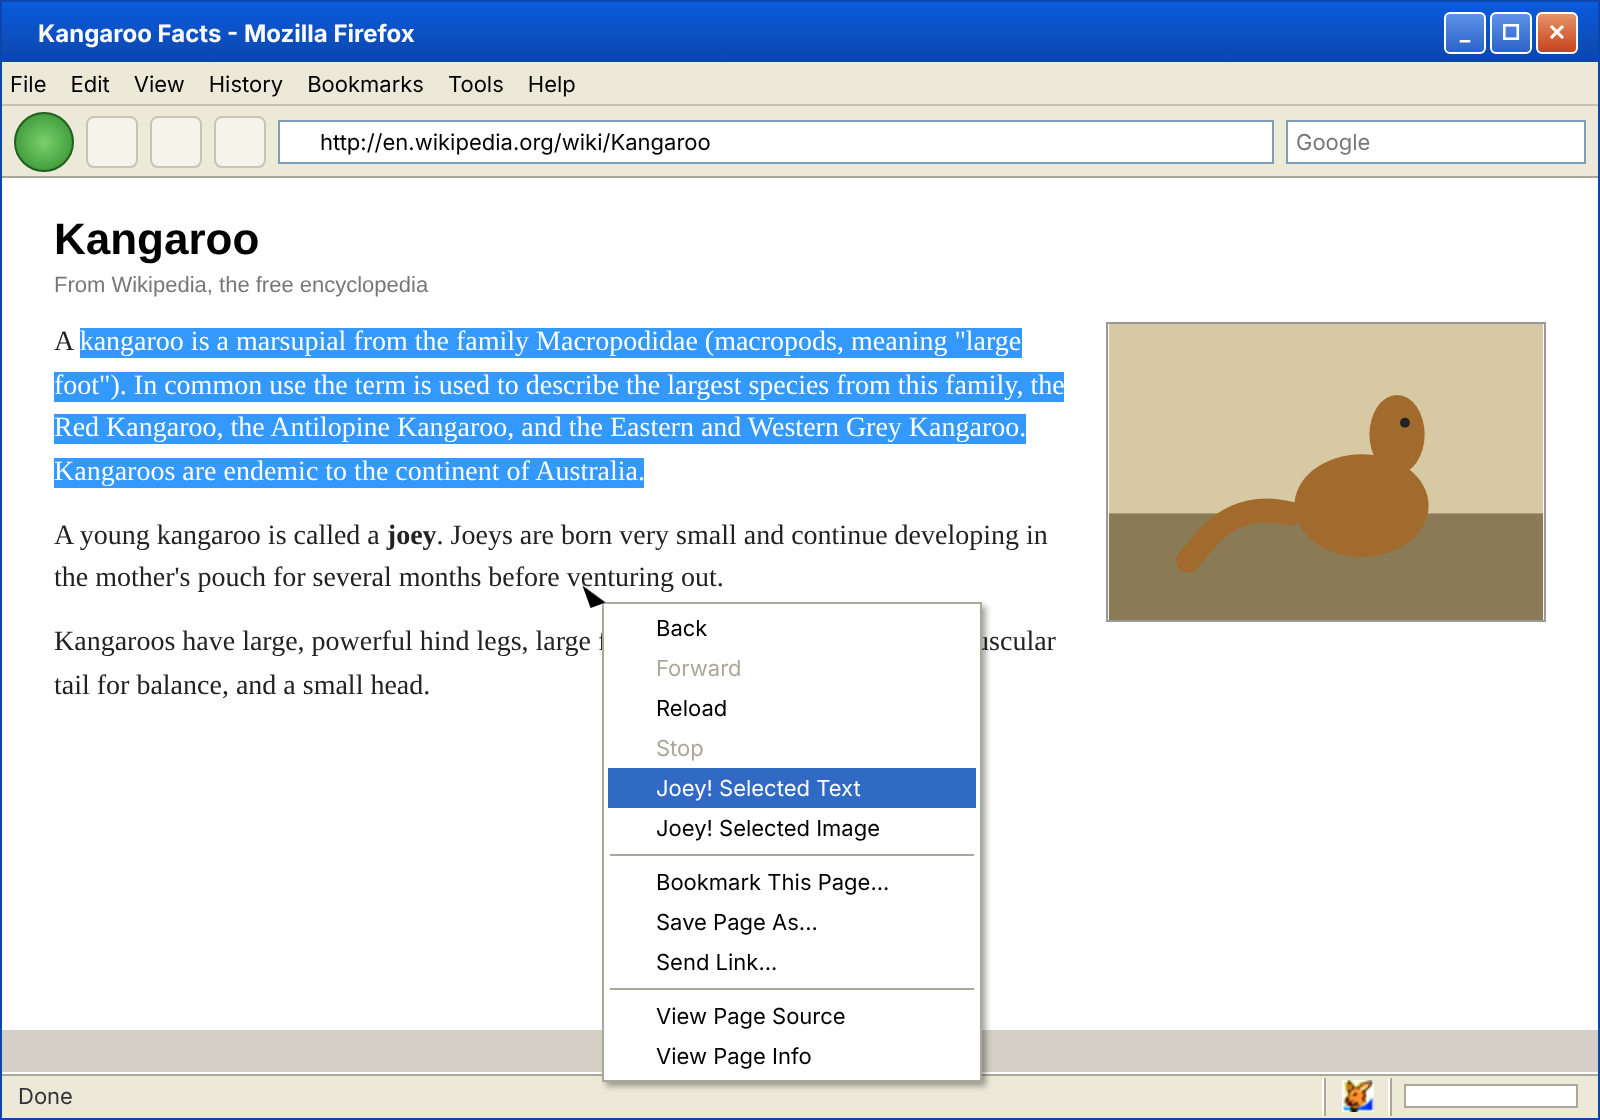 Kangaroo Facts - Mozilla Firefox
File Edit View History Bookmarks Tools Help
http://en.wikipedia.org/wiki/Kangaroo
Google
Kangaroo
From Wikipedia, the free encyclopedia
A kangaroo is a marsupial from the family Macropodidae (macropods, meaning "large
foot"). In common use the term is used to describe the largest species from this family, the
Red Kangaroo, the Antilopine Kangaroo, and the Eastern and Western Grey Kangaroo.
Kangaroos are endemic to the continent of Australia.
A young kangaroo is called a joey. Joeys are born very small and continue developing in
the mother's pouch for several months before venturing out.
Kangaroos have large, powerful hind legs, large
tail for balance, and a small head.
Back
Forward
Reload
Stop
Joey! Selected Text
Joey! Selected Image
Bookmark This Page...
Save Page As...
Send Link...
View Page Source
View Page Info
Done